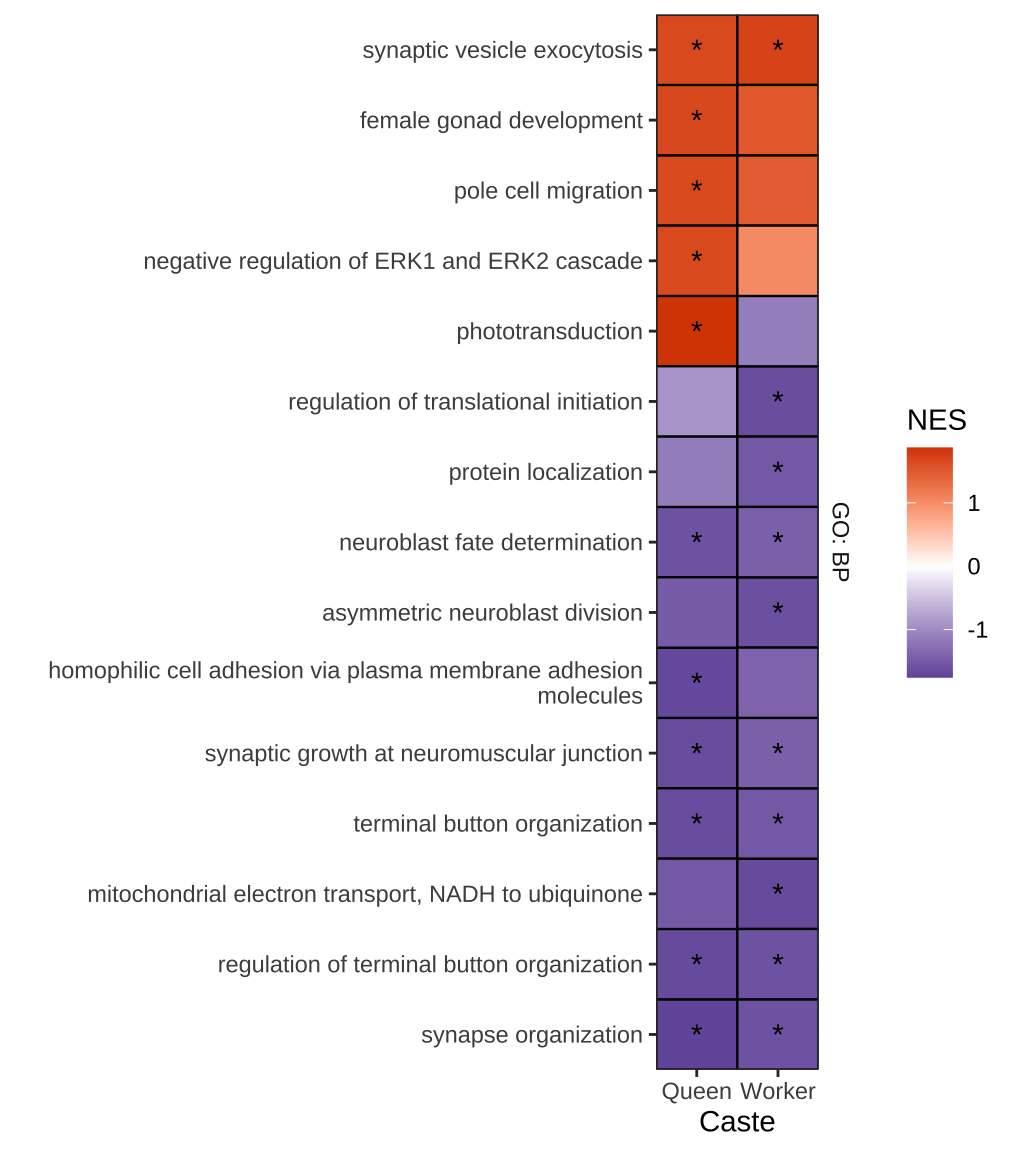 synaptic vesicle exocytosis
* *
female gonad development
*
pole cell migration
*
negative regulation of ERK1 and ERK2 cascade
*
phototransduction
*
regulation of translational initiation
*
protein localization
*
neuroblast fate determination
* *
asymmetric neuroblast division
*
homophilic cell adhesion via plasma membrane adhesion
molecules
*
synaptic growth at neuromuscular junction
* *
terminal button organization
* *
mitochondrial electron transport, NADH to ubiquinone
*
regulation of terminal button organization
* *
synapse organization
* *
Queen Worker
Caste
GO: BP
NES
1
0
-1